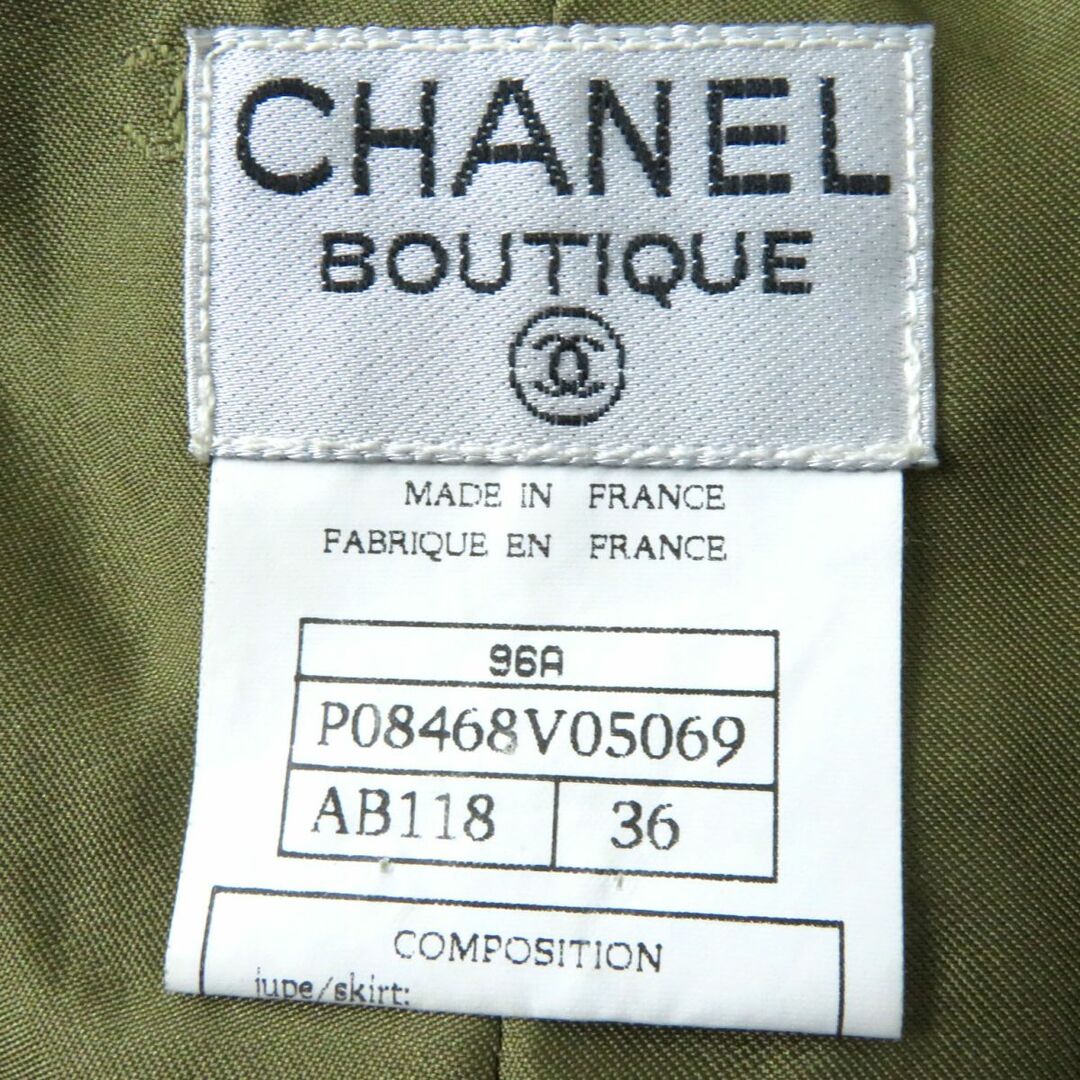 CHANEL
BOUTIQUE
MADE IN FRANCE
FABRIQUE EN FRANCE
96A
P08468V05069
AB118 36
COMPOSITION
jupe/skirt: